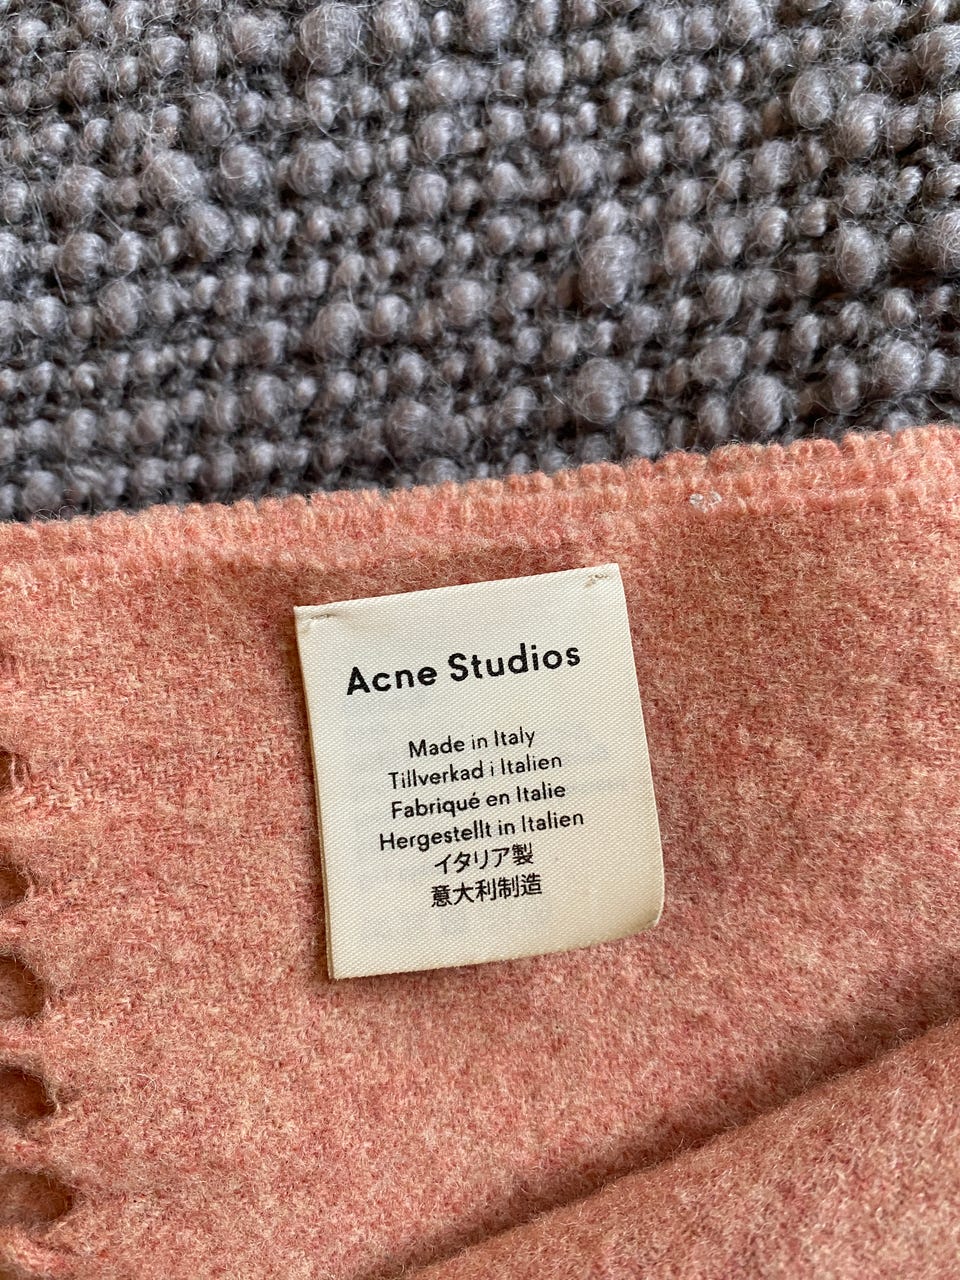 Acne Studios
Made in Italy
Tillverkad i Italien
Fabriqué en Italie
Hergestellt in Italien
イタリア製
意大利制造